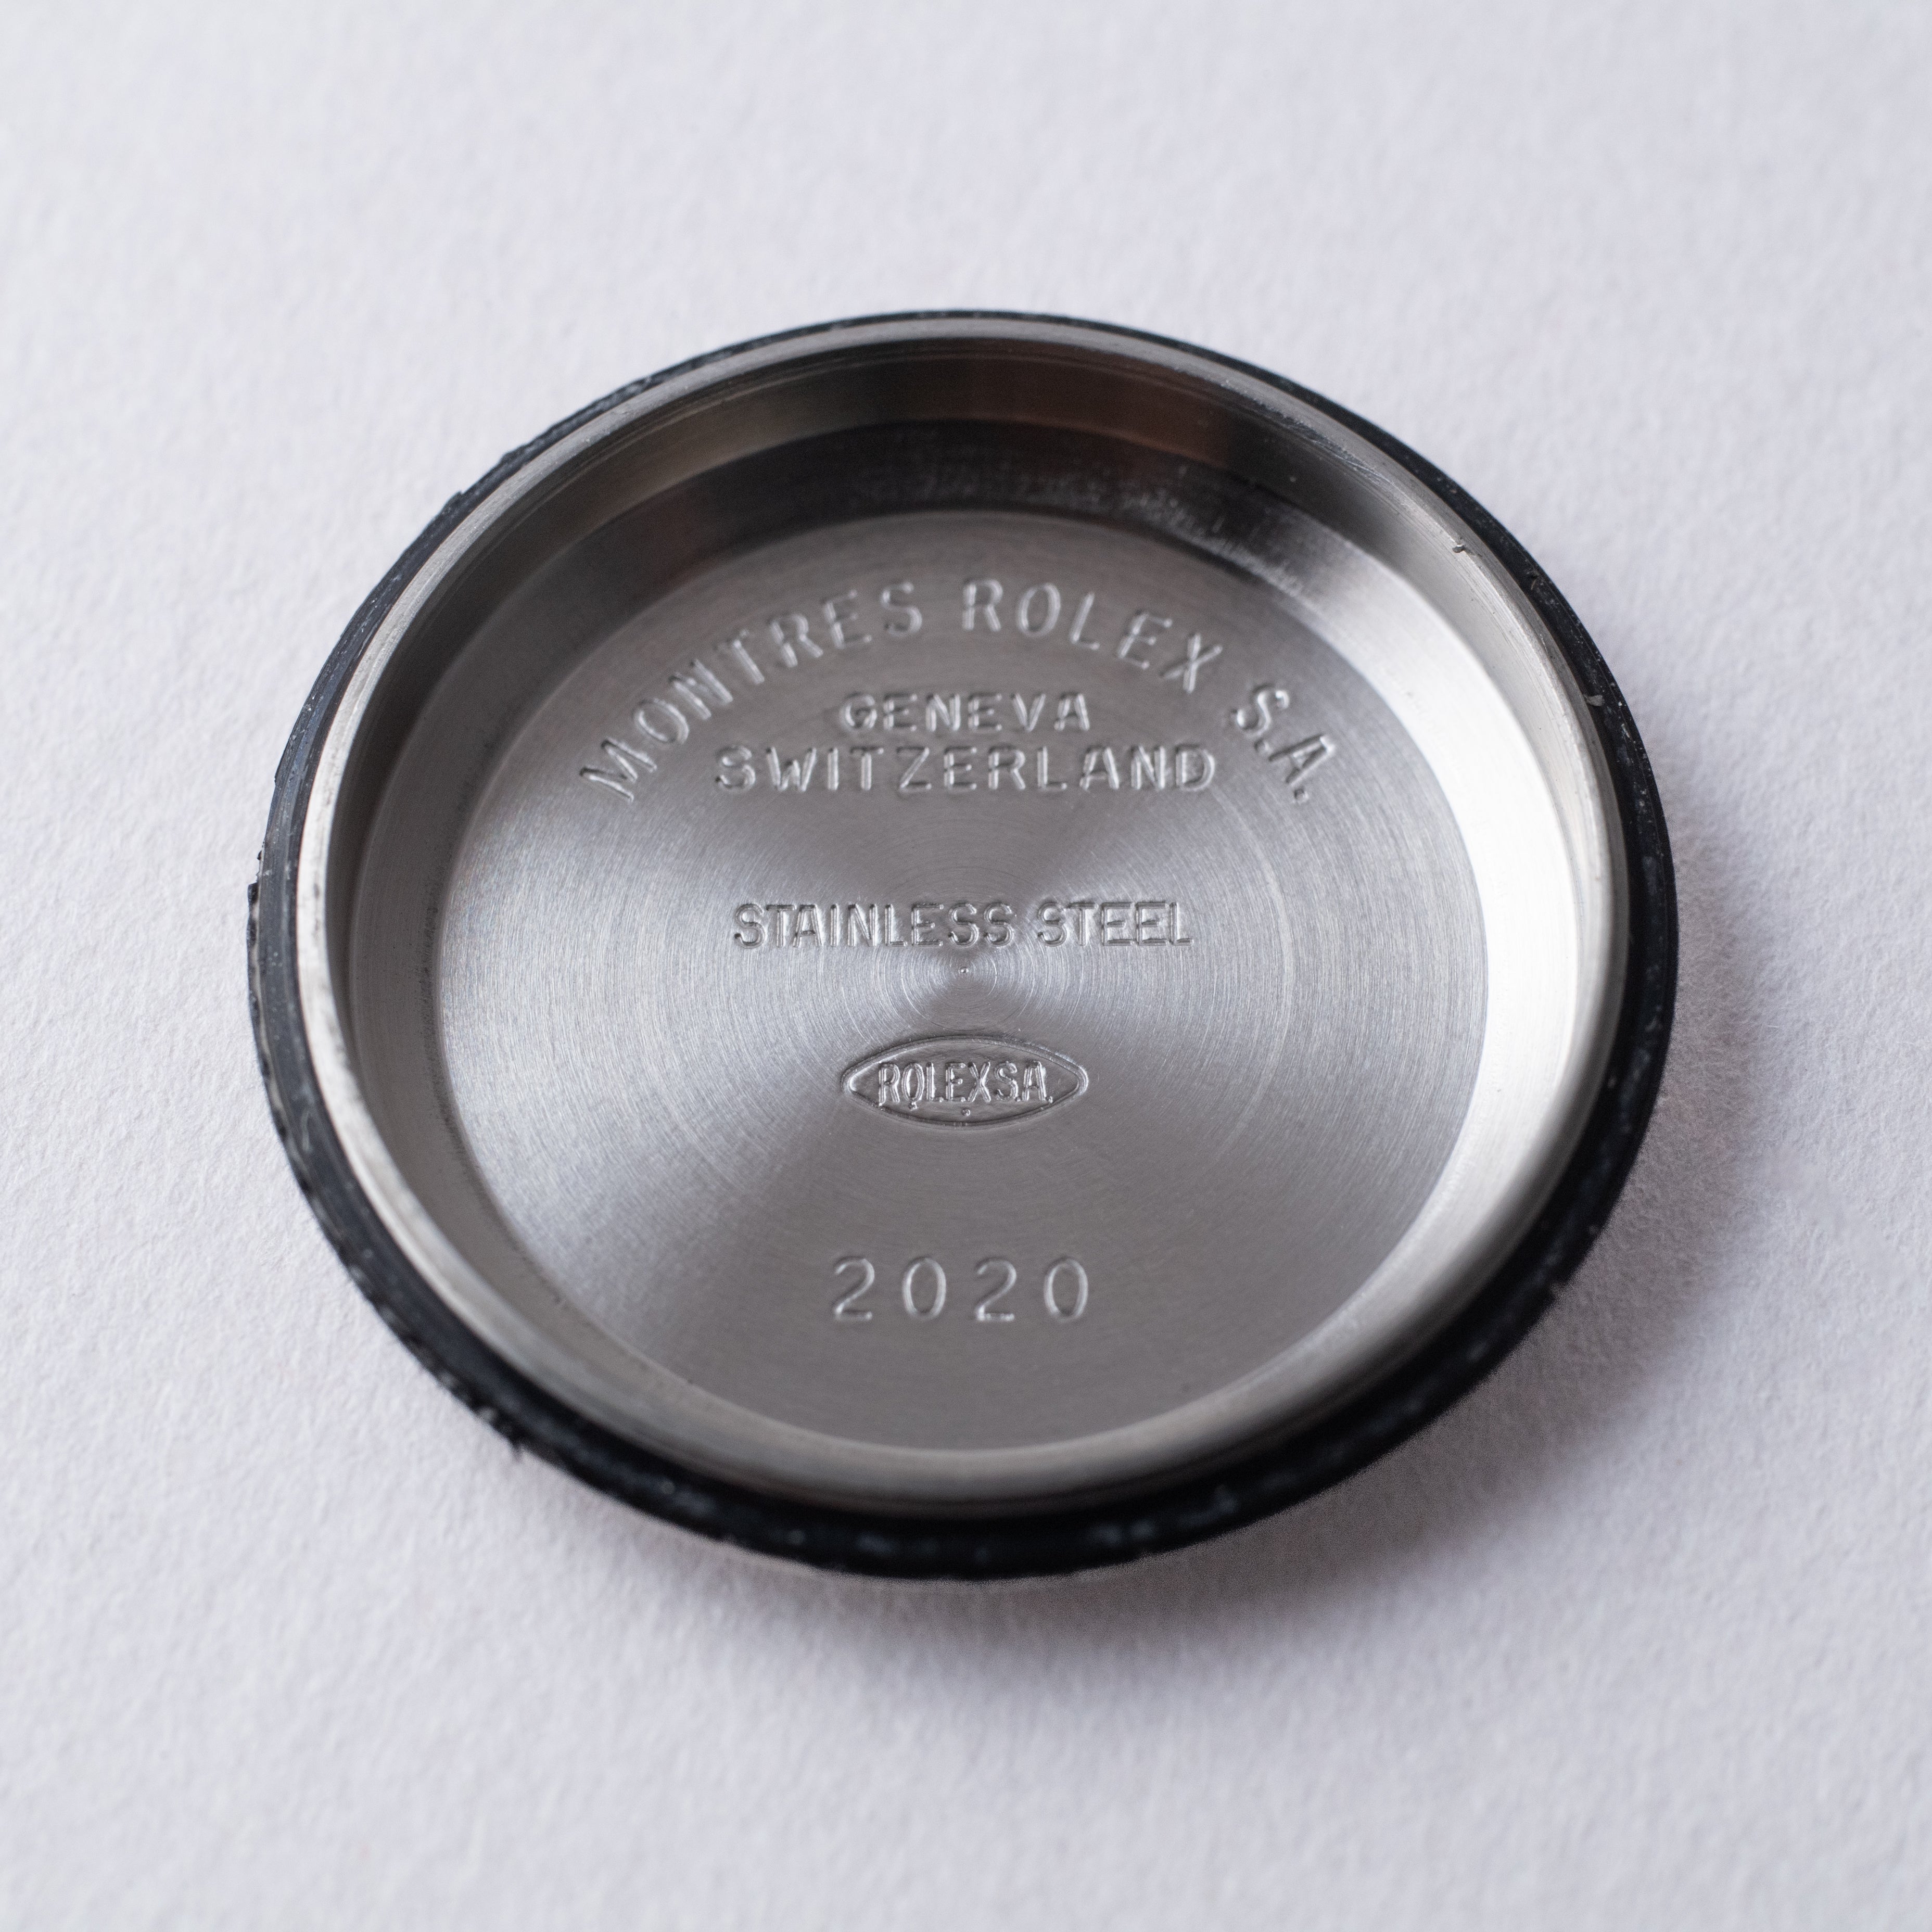 MONTRES ROLEX S.A.
GENEVA
SWITZERLAND
STAINLESS STEEL
ROLEX S.A.
2020